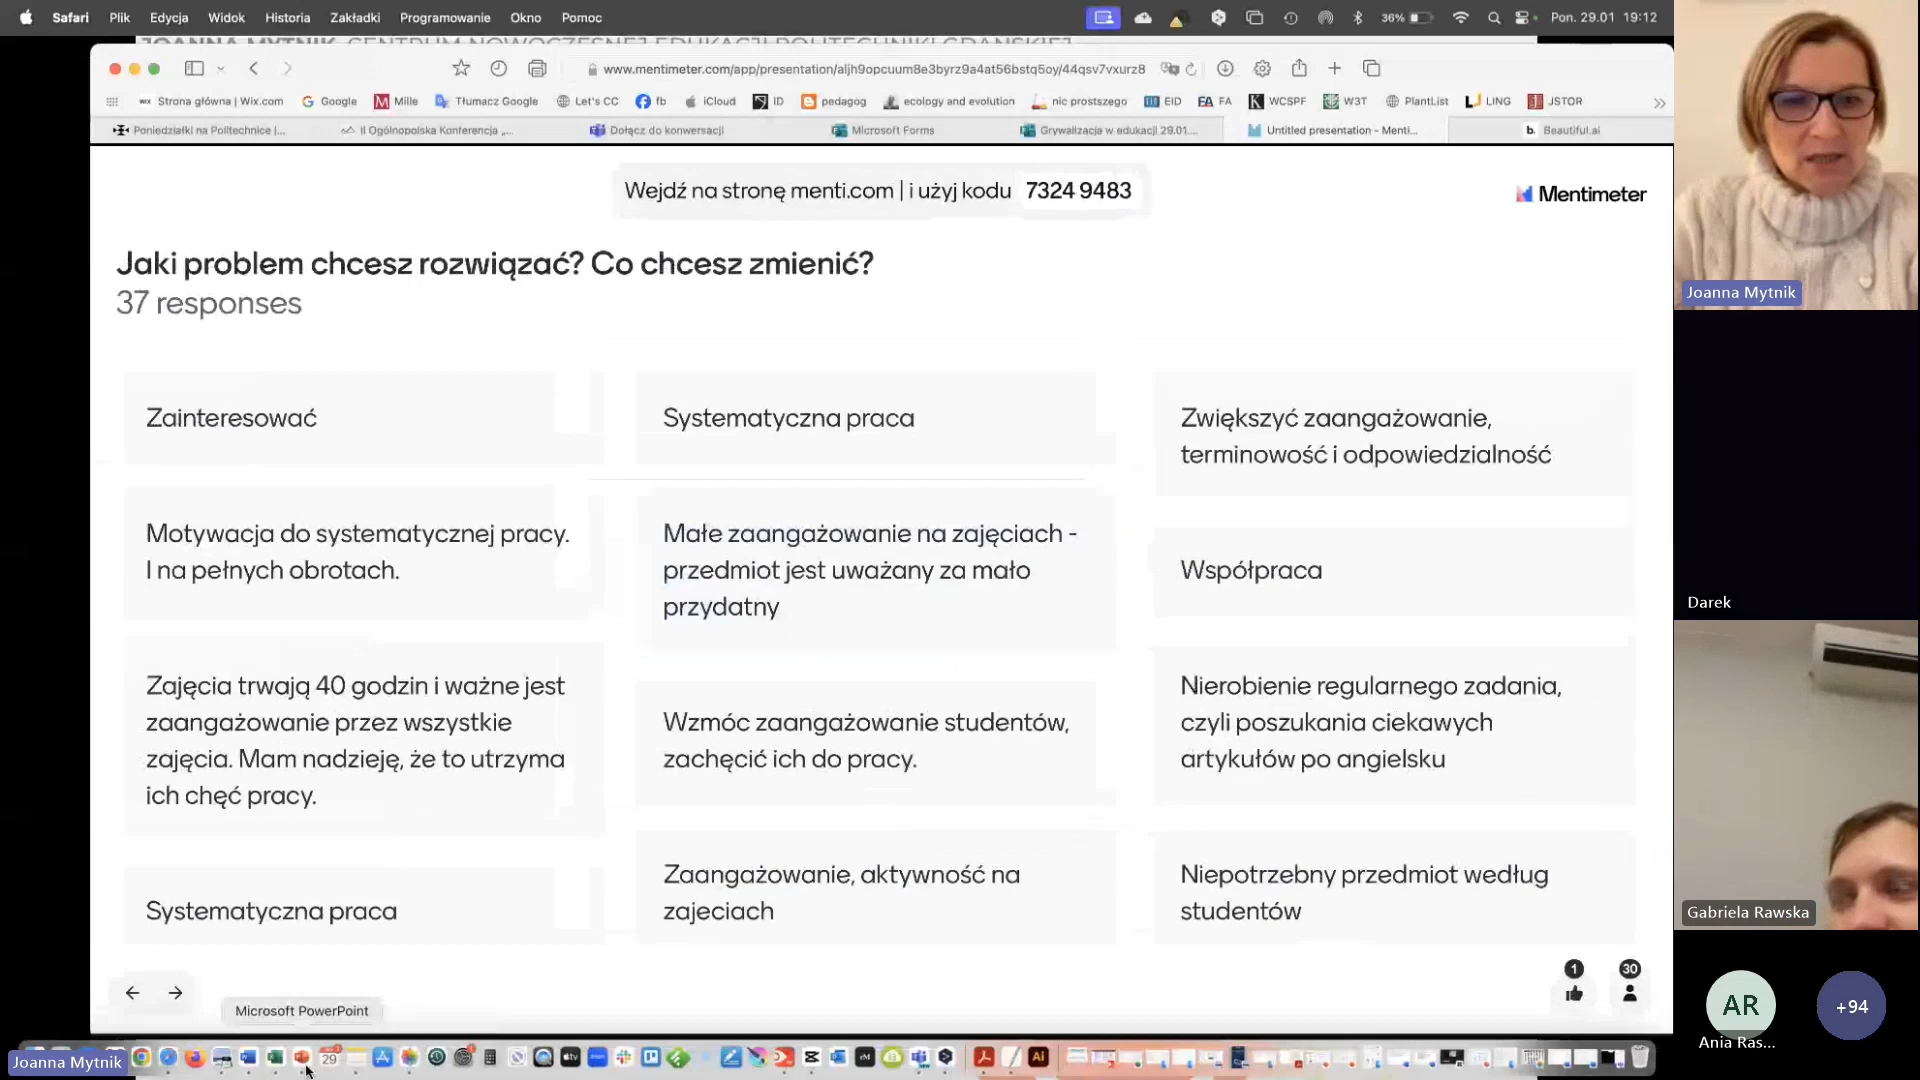 Safari Plik Edycja Widok Historia Zakładki Programowanie Okno Pomoc
36% Pon. 29.01 19:12
JOANNA MYTNIK, CENTRUM NOWOCZESNEJ EDUKACJI POLITECHNIKI GDAŃSKIEJ
www.mentimeter.com/app/presentation/aljh9opcuum8e3byrz9a4at56bstq5oy/44qsv7vxurz8
Strona główna | Wix.com Google Mille Tłumacz Google Let's CC fb iCloud ID pedagog ecology and evolution nic prostszego EID FA WCSPF W3T PlantList LING JSTOR
Poniedziałki na Politechnice |... II Ogólnopolska Konferencja „... Dołącz do konwersacji Microsoft Forms Grywalizacja w edukacji 29.01.... Untitled presentation - Menti... Beautiful.ai
Wejdź na stronę menti.com | i użyj kodu 7324 9483
Mentimeter
Jaki problem chcesz rozwiązać? Co chcesz zmienić?
37 responses
Zainteresować
Motywacja do systematycznej pracy.
I na pełnych obrotach.
Zajęcia trwają 40 godzin i ważne jest
zaangażowanie przez wszystkie
zajęcia. Mam nadzieję, że to utrzyma
ich chęć pracy.
Systematyczna praca
Systematyczna praca
Małe zaangażowanie na zajęciach -
przedmiot jest uważany za mało
przydatny
Wzmóc zaangażowanie studentów,
zachęcić ich do pracy.
Zaangażowanie, aktywność na
zajeciach
Zwiększyć zaangażowanie,
terminowość i odpowiedzialność
Współpraca
Nierobienie regularnego zadania,
czyli poszukania ciekawych
artykułów po angielsku
Niepotrzebny przedmiot według
studentów
1 30
Microsoft PowerPoint
Joanna Mytnik
Joanna Mytnik
Darek
Gabriela Rawska
AR
Ania Ras...
+94